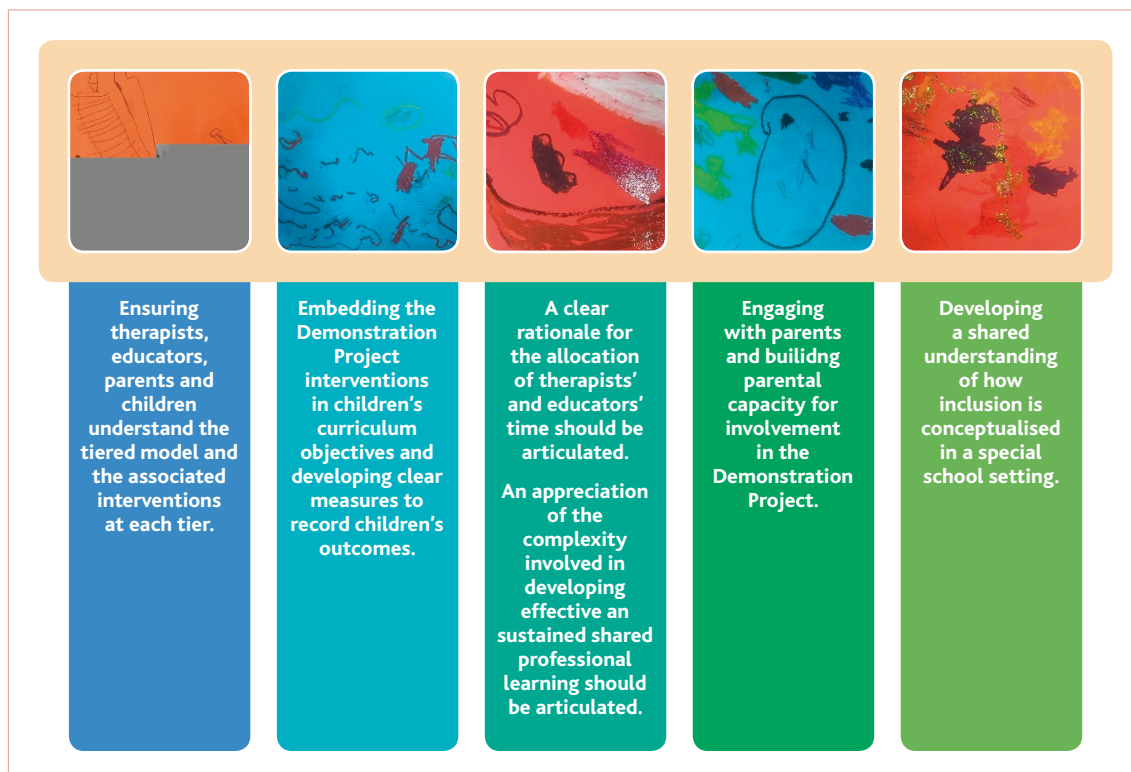 Ensuring
therapists,
educators,
parents and
children
understand the
tiered model and
the associated
interventions
at each tier.
Embedding the
Demonstration
Project
interventions
in children’s
curriculum
objectives and
developing clear
measures to
record children’s
outcomes.
A clear
rationale for
the allocation
of therapists’
and educators’
time should be
articulated.
An appreciation
of the
complexity
involved in
developing
effective an
sustained shared
professional
learning should
be articulated.
Engaging
with parents
and builidng
parental
capacity for
involvement
in the
Demonstration
Project.
Developing
a shared
understanding
of how
inclusion is
conceptualised
in a special
school setting.